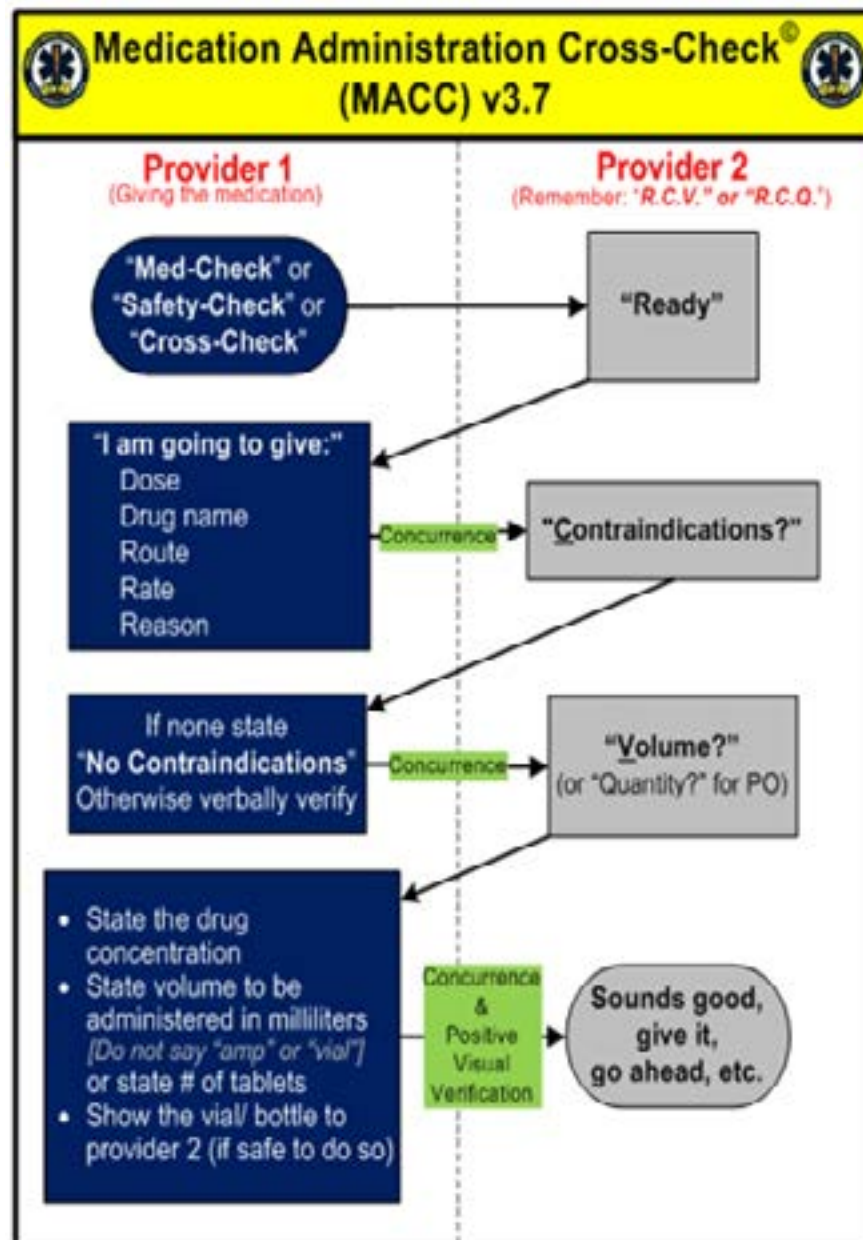 Medication Administration Cross-Check©
(MACC) v3.7
Provider 1
(Giving the medication)
Provider 2
(Remember: "R.C.V." or "R.C.Q.")
"Med-Check" or
"Safety-Check" or
"Cross-Check"
"Ready"
"I am going to give:"
Dose
Drug name
Route
Rate
Reason
Concurrence
"Contraindications?"
If none state
"No Contraindications"
Otherwise verbally verify
Concurrence
"Volume?"
(or "Quantity?" for PO)
• State the drug
concentration
• State volume to be
administered in milliliters
[Do not say "amp" or "vial"]
or state # of tablets
• Show the vial/ bottle to
provider 2 (if safe to do so)
Concurrence
&
Positive
Visual
Verification
Sounds good,
give it,
go ahead, etc.